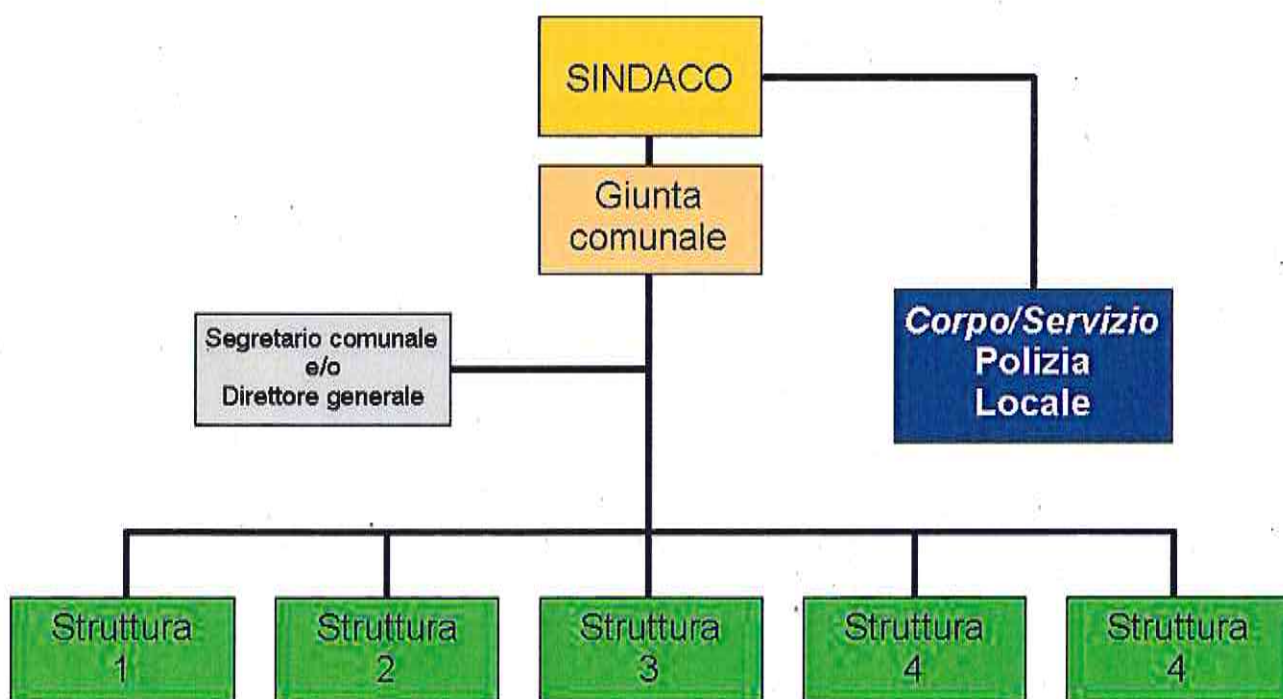 SINDACO
Giunta
comunale
Segretario comunale
e/o
Direttore generale
Corpo/Servizio
Polizia
Locale
Struttura
1
Struttura
2
Struttura
3
Struttura
4
Struttura
4